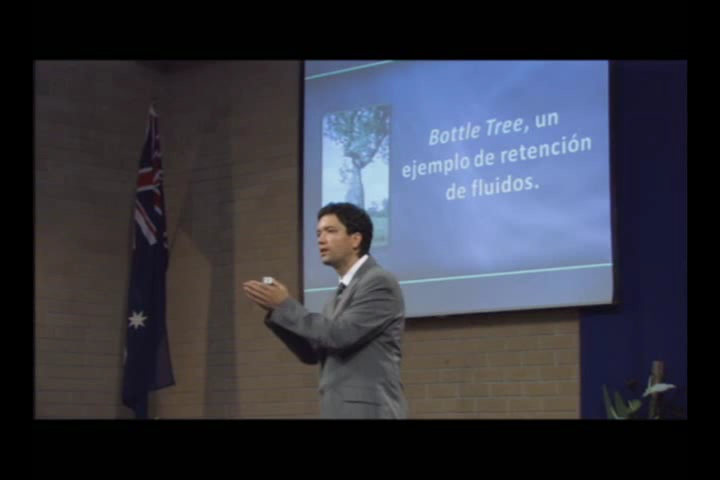 Bottle Tree, un
ejemplo de retención
de fluidos.